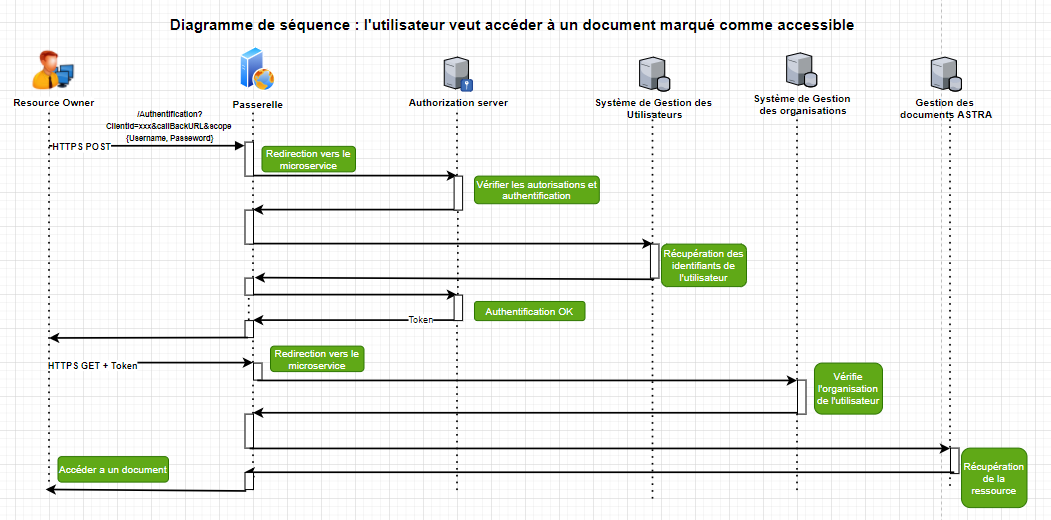 Diagramme de séquence : l'utilisateur veut accéder à un document marqué comme accessible
Resource Owner
Passerelle
Authorization server
Système de Gestion des
Utilisateurs
Système de Gestion
des organisations
Gestion des
documents ASTRA
/Authentification?
ClientId=xxx&callBackURL&scope
{Username, Password}
HTTPS POST
Redirection vers le
microservice
Vérifier les autorisations et
authentification
Récupération des
identifiants de
l'utilisateur
Authentification OK
Token
HTTPS GET + Token
Redirection vers le
microservice
Vérifie
l'organisation
de l'utilisateur
Accéder a un document
Récupération
de la
ressource